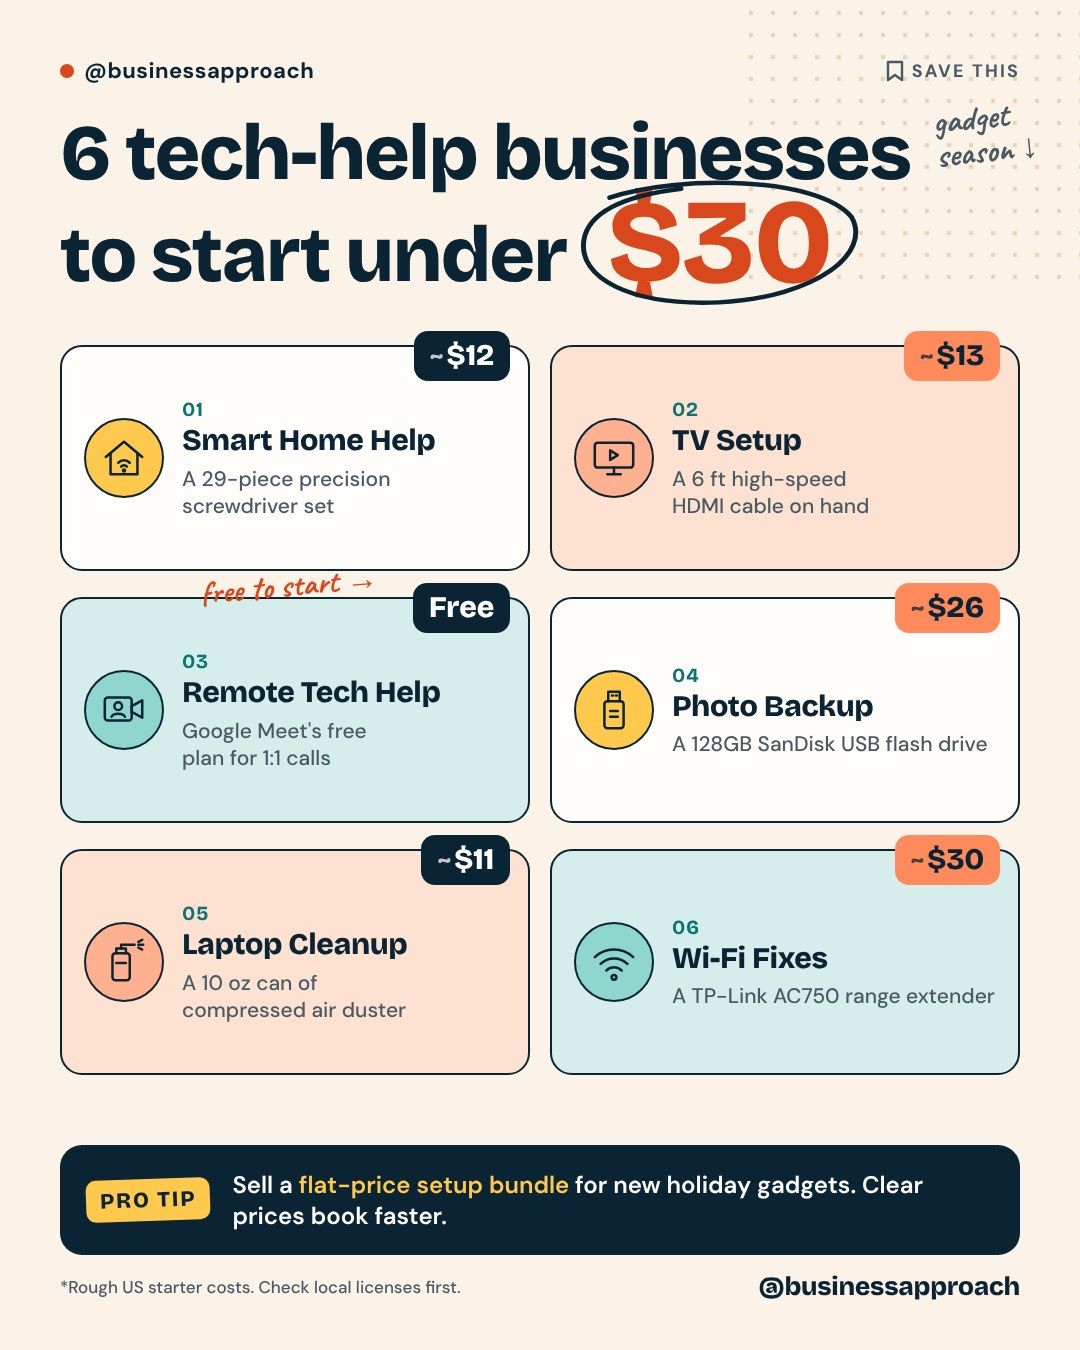 @businessapproach
SAVE THIS
gadget
season ↓
6 tech-help businesses
to start under $30
~$12
01
Smart Home Help
A 29-piece precision
screwdriver set
~$13
02
TV Setup
A 6 ft high-speed
HDMI cable on hand
free to start →
Free
03
Remote Tech Help
Google Meet's free
plan for 1:1 calls
~$26
04
Photo Backup
A 128GB SanDisk USB flash drive
~$11
05
Laptop Cleanup
A 10 oz can of
compressed air duster
~$30
06
Wi-Fi Fixes
A TP-Link AC750 range extender
PRO TIP
Sell a flat-price setup bundle for new holiday gadgets. Clear
prices book faster.
*Rough US starter costs. Check local licenses first.
@businessapproach